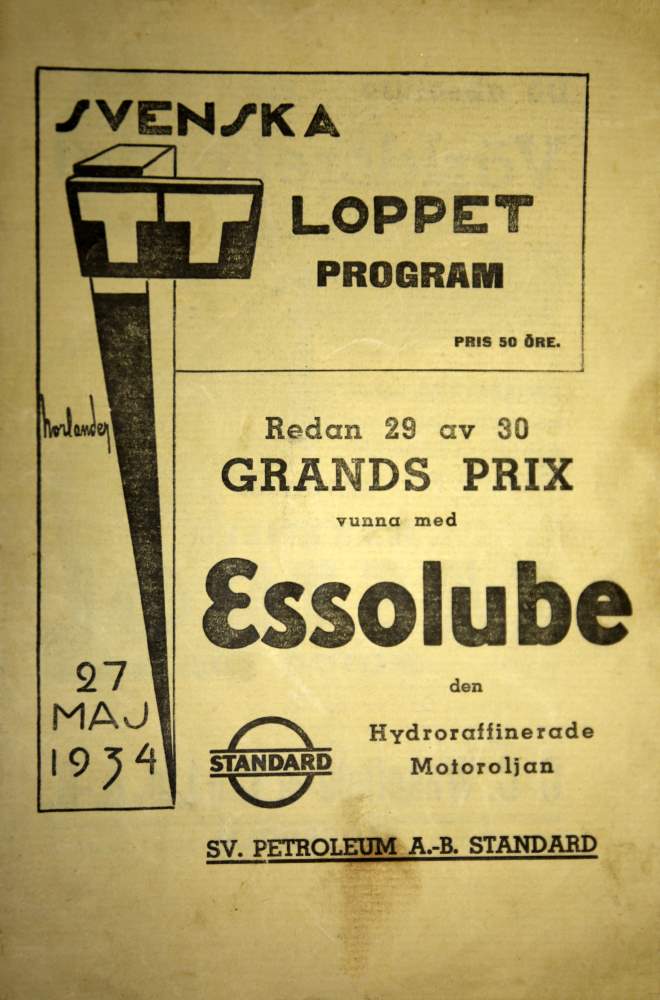 SVENSKA
TT
LOPPET
PROGRAM
PRIS 50 ÖRE.
Norlander
27
MAJ
1934
Redan 29 av 30
GRANDS PRIX
vunna med
Essolube
den
Hydroraffinerade
Motoroljan
STANDARD
SV. PETROLEUM A.-B. STANDARD